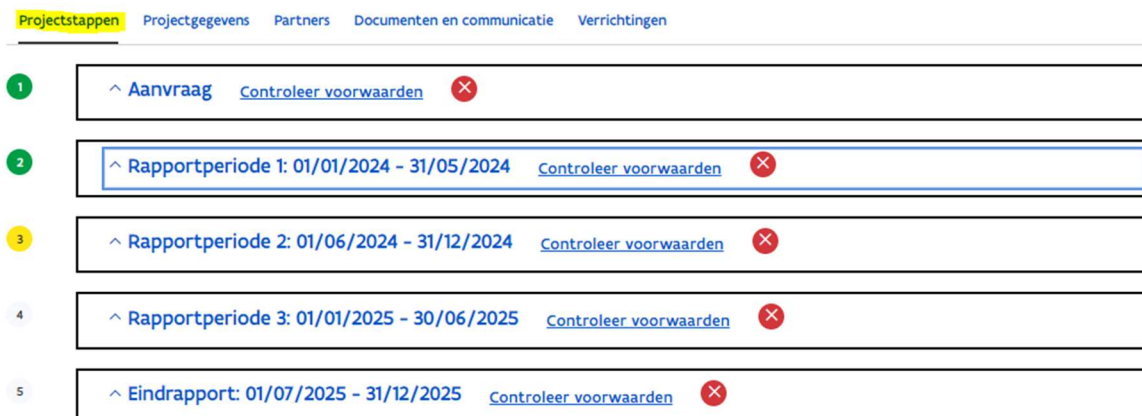 Projectstappen Projectgegevens Partners Documenten en communicatie Verrichtingen
1 Aanvraag Controleer voorwaarden
2 Rapportperiode 1: 01/01/2024 - 31/05/2024 Controleer voorwaarden
3 Rapportperiode 2: 01/06/2024 - 31/12/2024 Controleer voorwaarden
4 Rapportperiode 3: 01/01/2025 - 30/06/2025 Controleer voorwaarden
5 Eindrapport: 01/07/2025 - 31/12/2025 Controleer voorwaarden